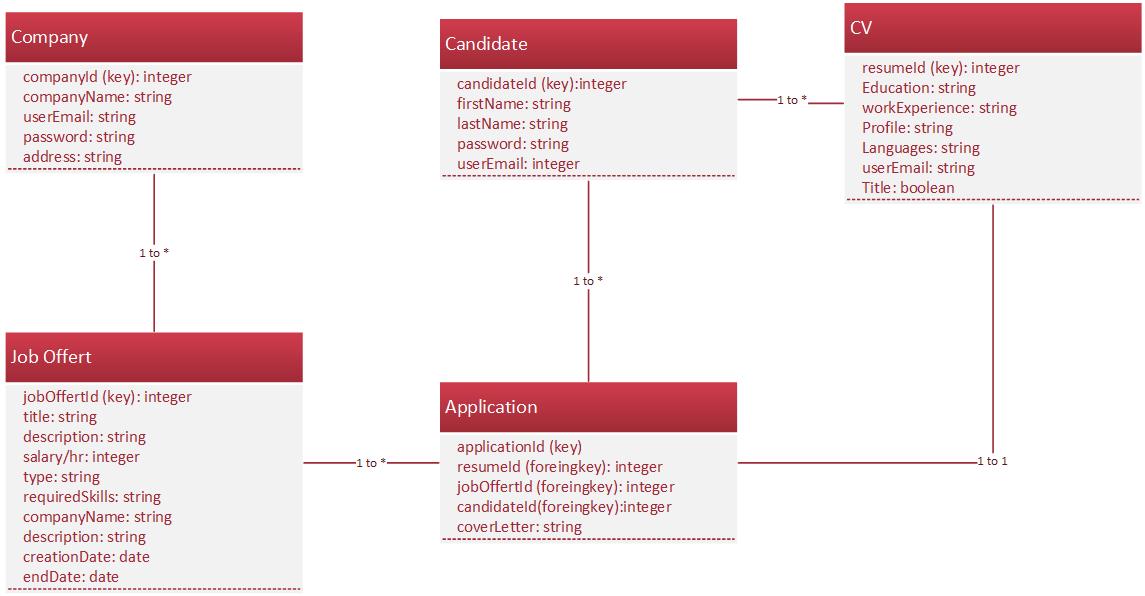 Company
companyId (key): integer
companyName: string
userEmail: string
password: string
address: string
1 to *
Candidate
candidateId (key):integer
firstName: string
lastName: string
password: string
userEmail: integer
1 to *
CV
resumeId (key): integer
Education: string
workExperience: string
Profile: string
Languages: string
userEmail: string
Title: boolean
1 to *
Job Offert
jobOffertId (key): integer
title: string
description: string
salary/hr: integer
type: string
requiredSkills: string
companyName: string
description: string
creationDate: date
endDate: date
1 to *
Application
applicationId (key)
resumeId (foreingkey): integer
jobOffertId (foreingkey): integer
candidateId(foreingkey):integer
coverLetter: string
1 to 1